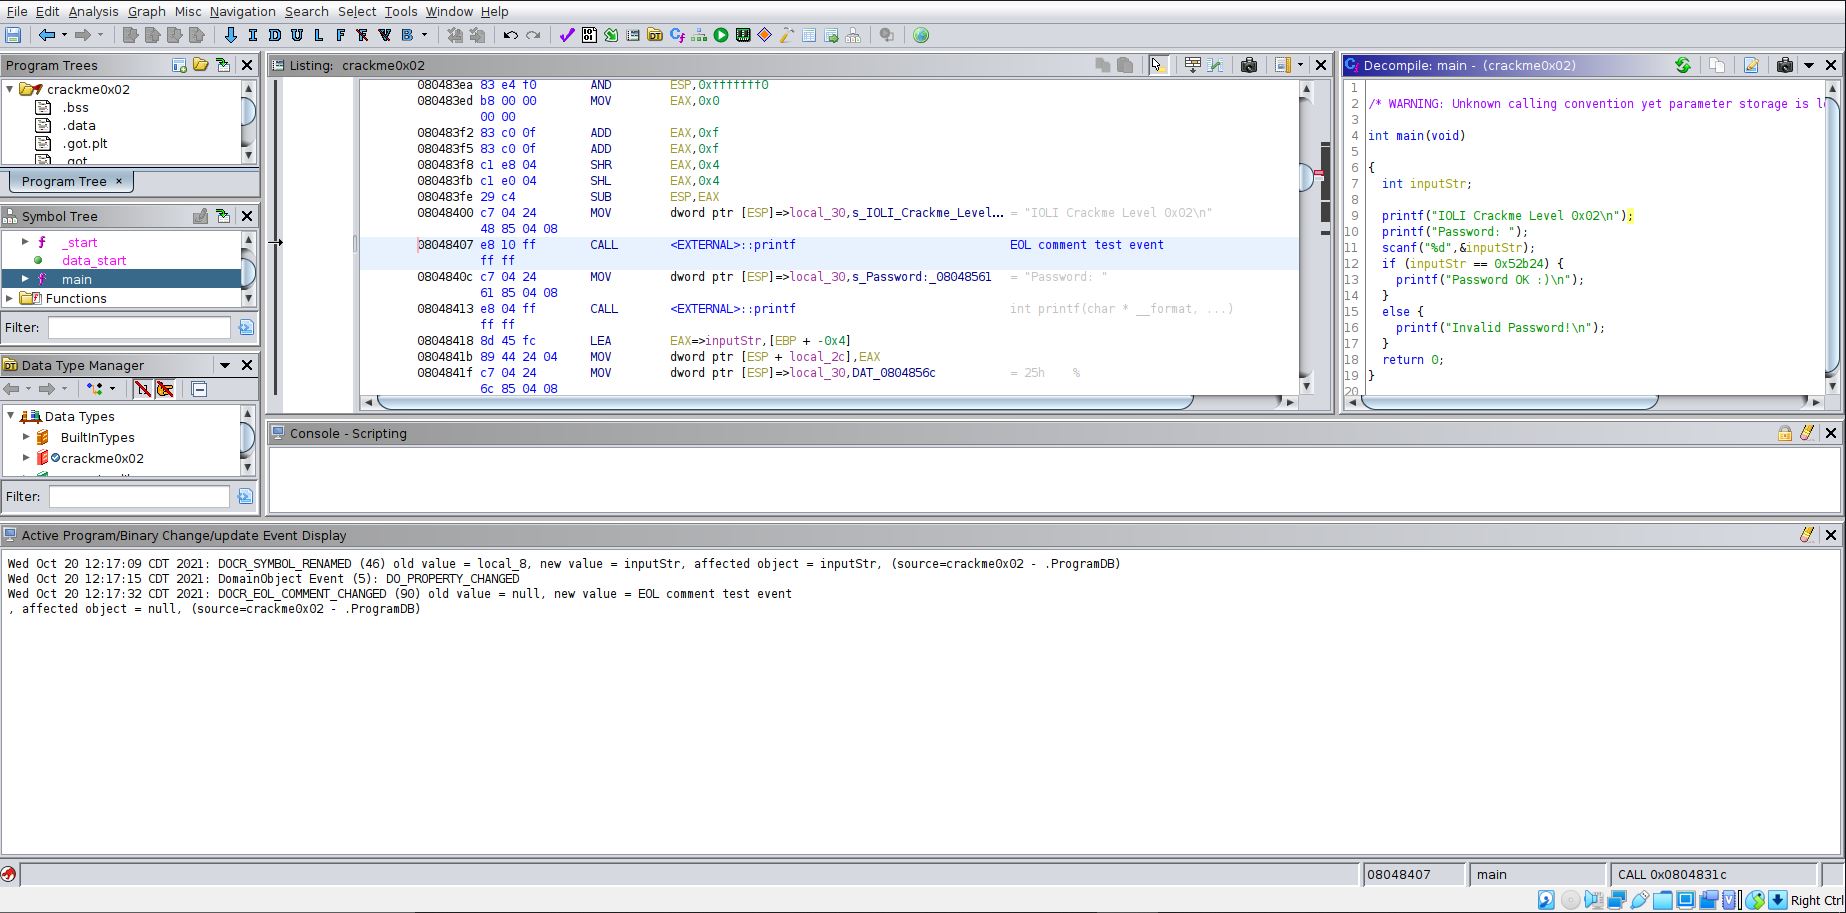 File Edit Analysis Graph Misc Navigation Search Select Tools Window Help
I D U L F B
Program Trees
crackme0x02
.bss
.data
.got.plt
.got
Program Tree ×
Symbol Tree
f _start
data_start
f main
Functions
Filter:
Data Type Manager
Data Types
BuiltInTypes
crackme0x02
Filter:
Listing: crackme0x02
080483ea 83 e4 f0 AND ESP,0xfffffff0
080483ed b8 00 00 MOV EAX,0x0
00 00
080483f2 83 c0 0f ADD EAX,0xf
080483f5 83 c0 0f ADD EAX,0xf
080483f8 c1 e8 04 SHR EAX,0x4
080483fb c1 e0 04 SHL EAX,0x4
080483fe 29 c4 SUB ESP,EAX
08048400 c7 04 24 MOV dword ptr [ESP]=>local_30,s_IOLI_Crackme_Level... = "IOLI Crackme Level 0x02\n"
48 85 04 08
08048407 e8 10 ff CALL <EXTERNAL>::printf EOL comment test event
ff ff
0804840c c7 04 24 MOV dword ptr [ESP]=>local_30,s_Password:_08048561 = "Password: "
61 85 04 08
08048413 e8 04 ff CALL <EXTERNAL>::printf int printf(char * __format, ...)
ff ff
08048418 8d 45 fc LEA EAX=>inputStr,[EBP + -0x4]
0804841b 89 44 24 04 MOV dword ptr [ESP + local_2c],EAX
0804841f c7 04 24 MOV dword ptr [ESP]=>local_30,DAT_0804856c = 25h %
6c 85 04 08
Decompile: main - (crackme0x02)
1
2 /* WARNING: Unknown calling convention yet parameter storage is
3
4 int main(void)
5
6 {
7 int inputStr;
8
9 printf("IOLI Crackme Level 0x02\n");
10 printf("Password: ");
11 scanf("%d",&inputStr);
12 if (inputStr == 0x52b24) {
13 printf("Password OK :)\n");
14 }
15 else {
16 printf("Invalid Password!\n");
17 }
18 return 0;
19 }
20
Console - Scripting
Active Program/Binary Change/update Event Display
Wed Oct 20 12:17:09 CDT 2021: DOCR_SYMBOL_RENAMED (46) old value = local_8, new value = inputStr, affected object = inputStr, (source=crackme0x02 - .ProgramDB)
Wed Oct 20 12:17:15 CDT 2021: DomainObject Event (5): DO_PROPERTY_CHANGED
Wed Oct 20 12:17:32 CDT 2021: DOCR_EOL_COMMENT_CHANGED (90) old value = null, new value = EOL comment test event
, affected object = null, (source=crackme0x02 - .ProgramDB)
08048407 main CALL 0x0804831c
Right Ctrl